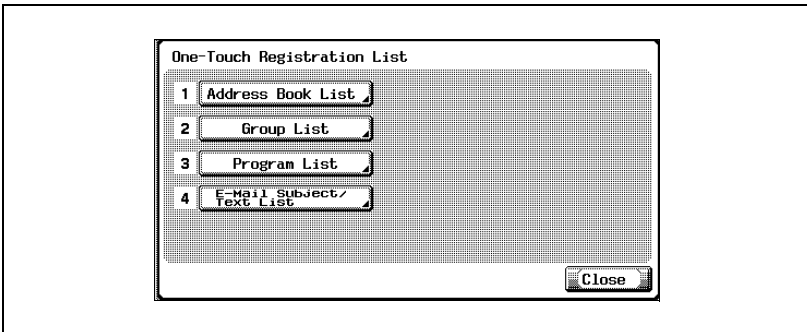 One-Touch Registration List
1 Address Book List
2 Group List
3 Program List
4 E-Mail Subject/
Text List
Close